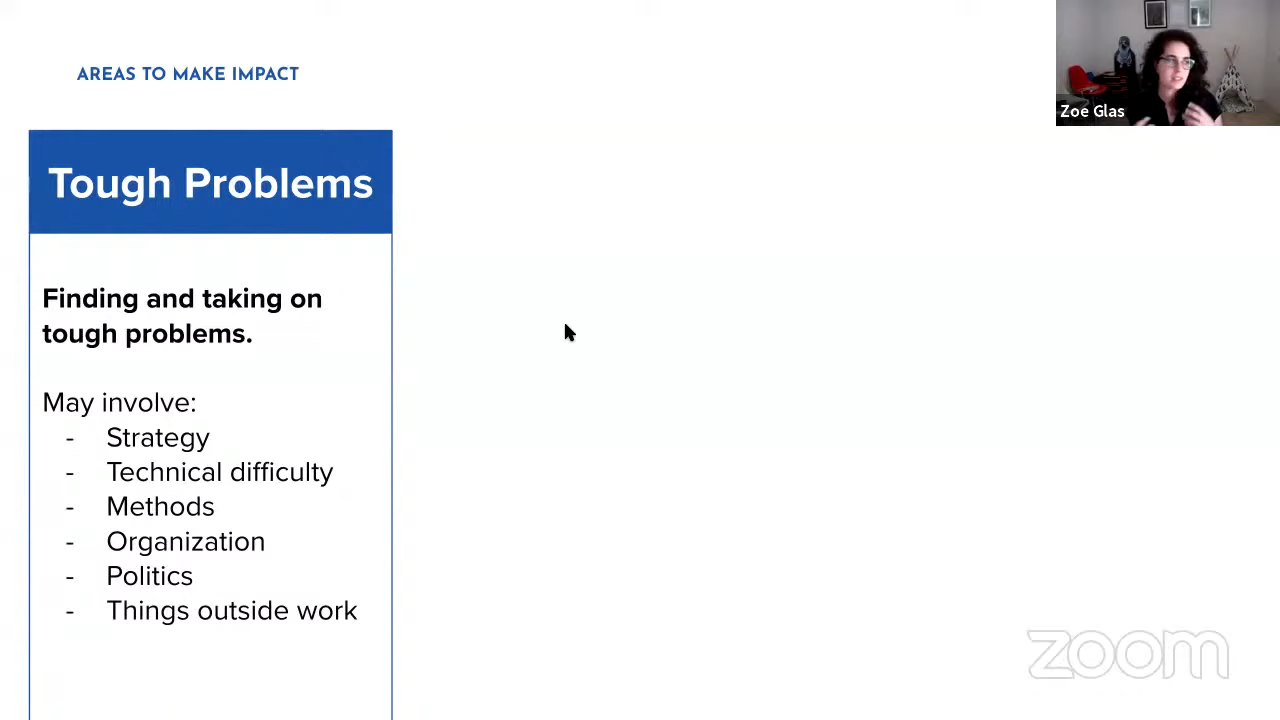 AREAS TO MAKE IMPACT
Zoe Glas
Tough Problems
Finding and taking on
tough problems.
May involve:
- Strategy
- Technical difficulty
- Methods
- Organization
- Politics
- Things outside work
zoom